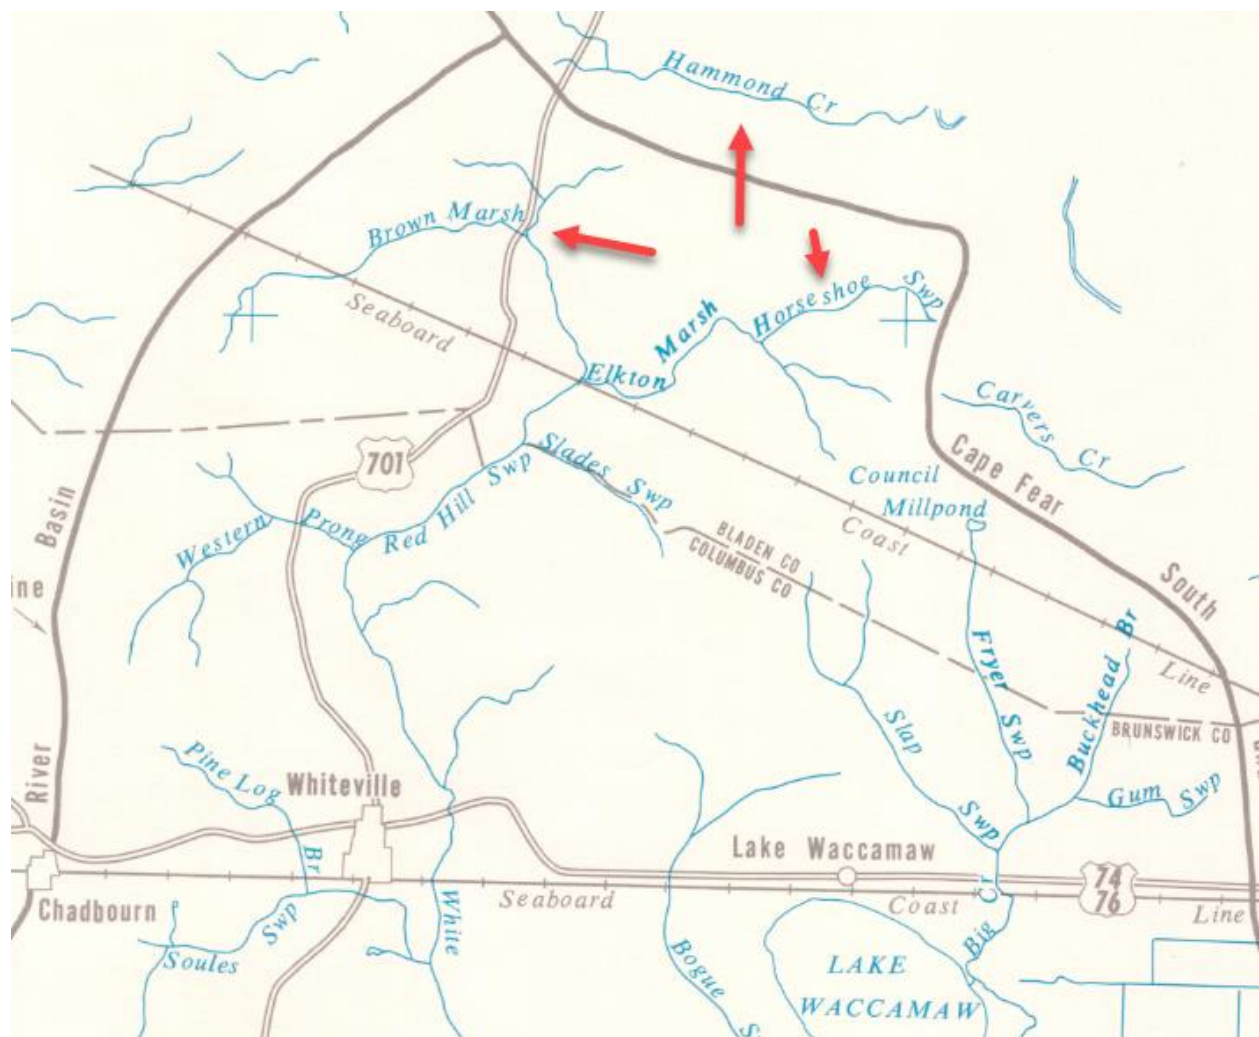 Hammond Cr
Brown Marsh
Horseshoe Swp
Seaboard
Elkton Marsh
Carvers Cr
701
Slades Swp
Cape Fear
Council
Millpond
Basin
Western Prong
Red Hill Swp
Coast
BLADEN CO
COLUMBUS CO
South
ine
Line
Fryer Swp
Buckhead Br
Slap Swp
BRUNSWICK CO
River
Pine Log Br
Whiteville
Gum Swp
Lake Waccamaw
74
76
Chadbourn
Seaboard
Coast
Line
White
Soules Swp
Big Cr
Bogue
LAKE
WACCAMAW